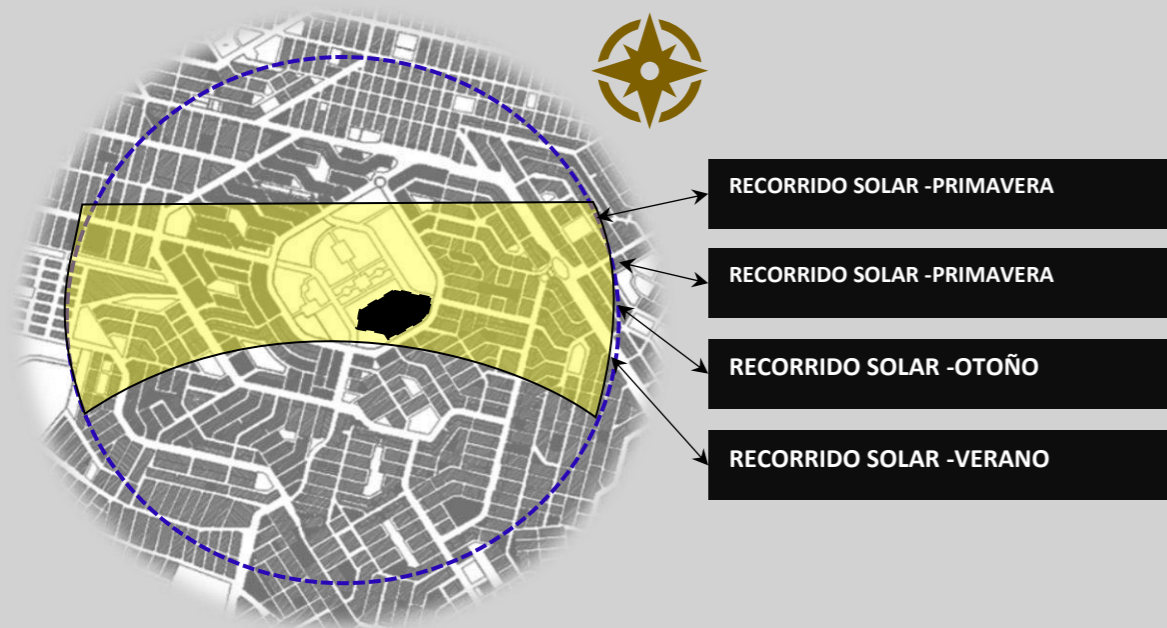 RECORRIDO SOLAR -PRIMAVERA
RECORRIDO SOLAR -PRIMAVERA
RECORRIDO SOLAR -OTOÑO
RECORRIDO SOLAR -VERANO